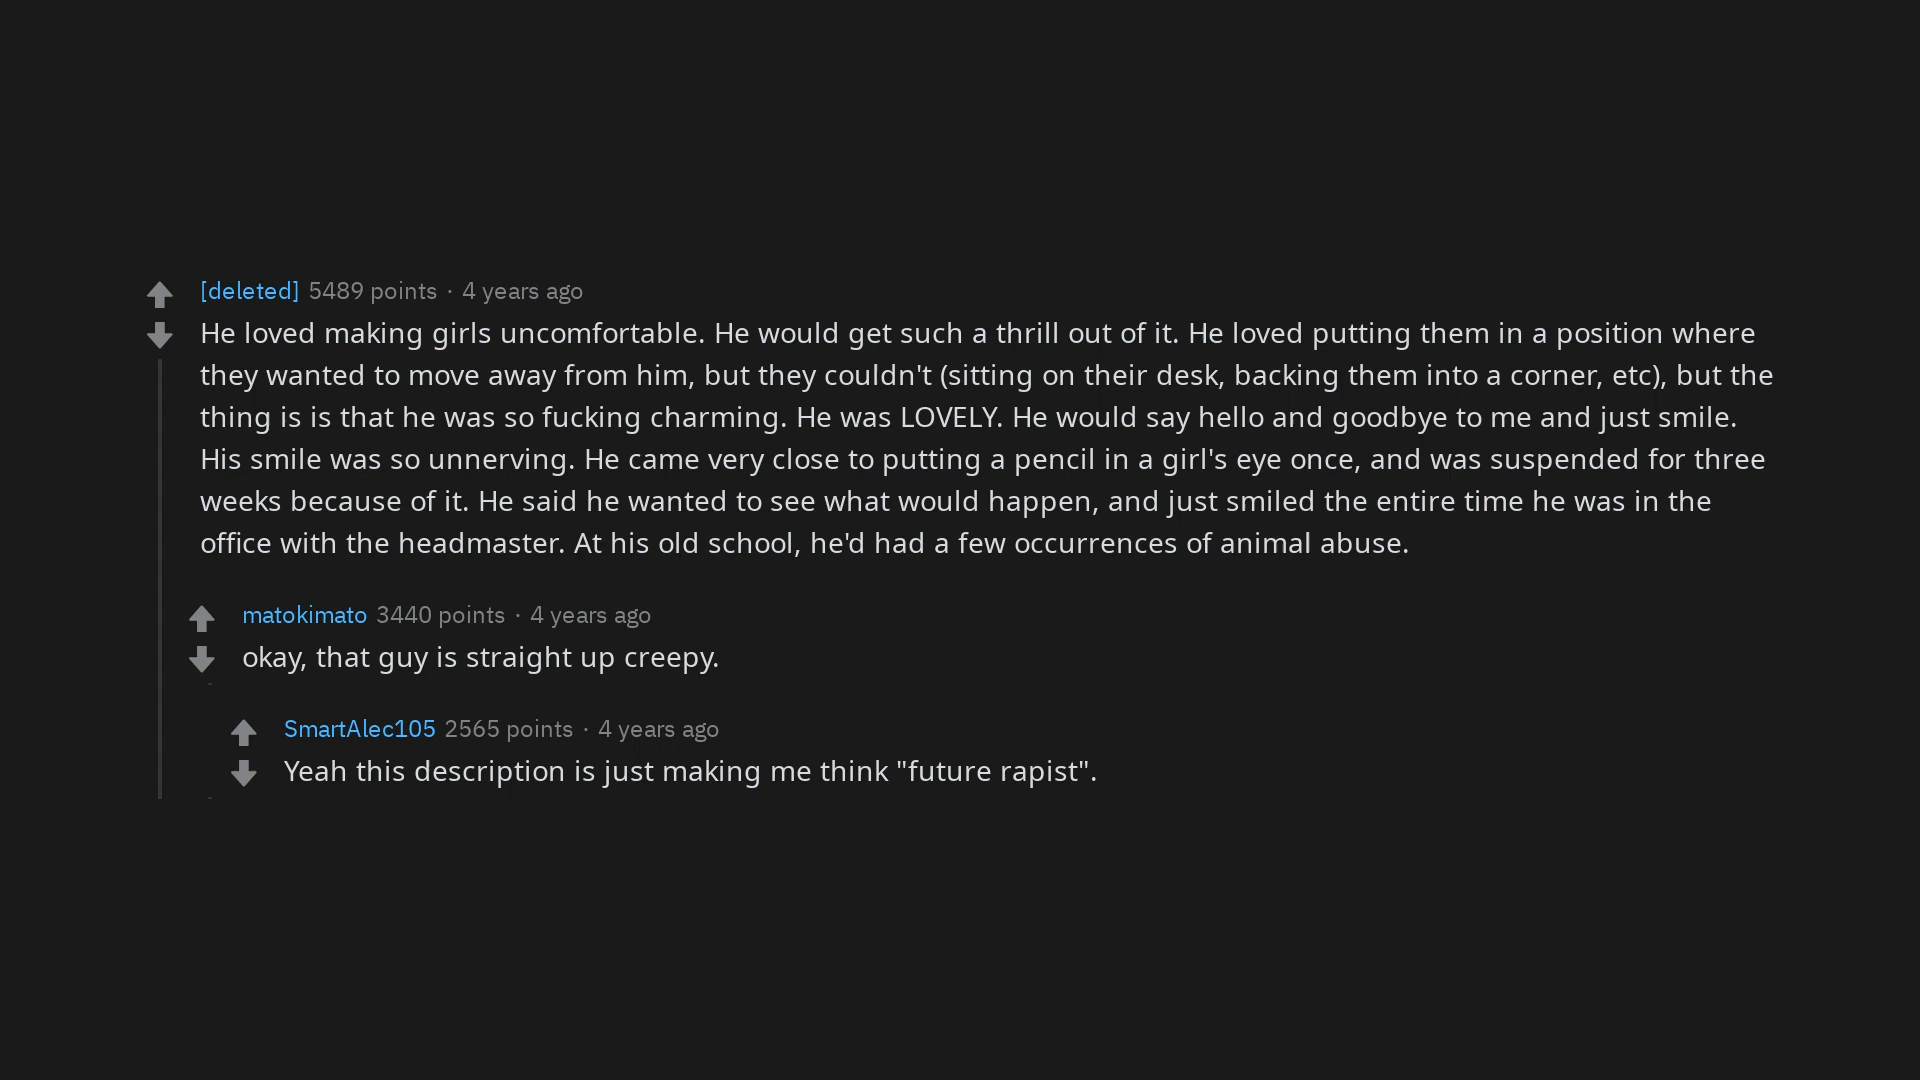 [deleted] 5489 points · 4 years ago
He loved making girls uncomfortable. He would get such a thrill out of it. He loved putting them in a position where
they wanted to move away from him, but they couldn't (sitting on their desk, backing them into a corner, etc), but the
thing is is that he was so fucking charming. He was LOVELY. He would say hello and goodbye to me and just smile.
His smile was so unnerving. He came very close to putting a pencil in a girl's eye once, and was suspended for three
weeks because of it. He said he wanted to see what would happen, and just smiled the entire time he was in the
office with the headmaster. At his old school, he'd had a few occurrences of animal abuse.
matokimato 3440 points · 4 years ago
okay, that guy is straight up creepy.
SmartAlec105 2565 points · 4 years ago
Yeah this description is just making me think "future rapist".